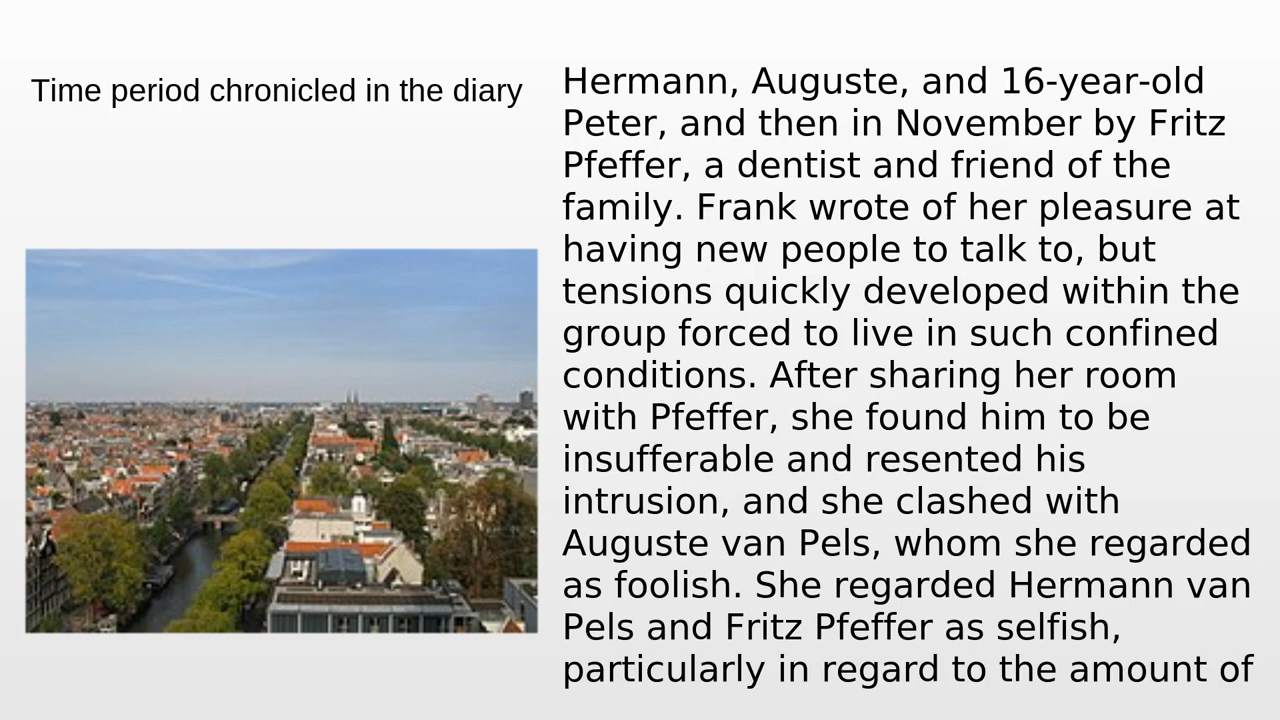 Time period chronicled in the diary
Hermann, Auguste, and 16-year-old
Peter, and then in November by Fritz
Pfeffer, a dentist and friend of the
family. Frank wrote of her pleasure at
having new people to talk to, but
tensions quickly developed within the
group forced to live in such confined
conditions. After sharing her room
with Pfeffer, she found him to be
insufferable and resented his
intrusion, and she clashed with
Auguste van Pels, whom she regarded
as foolish. She regarded Hermann van
Pels and Fritz Pfeffer as selfish,
particularly in regard to the amount of